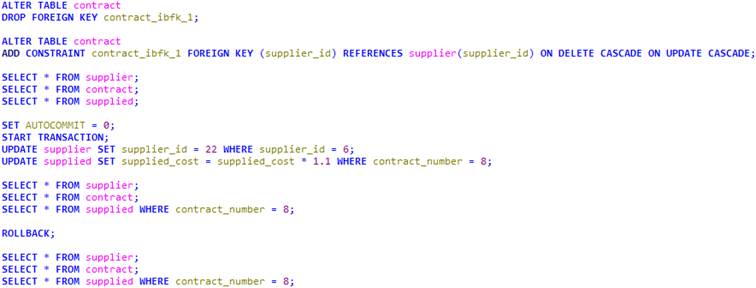 ALTER TABLE contract
DROP FOREIGN KEY contract_ibfk_1;
ALTER TABLE contract
ADD CONSTRAINT contract_ibfk_1 FOREIGN KEY (supplier_id) REFERENCES supplier(supplier_id) ON DELETE CASCADE ON UPDATE CASCADE;
SELECT * FROM supplier;
SELECT * FROM contract;
SELECT * FROM supplied;
SET AUTOCOMMIT = 0;
START TRANSACTION;
UPDATE supplier SET supplier_id = 22 WHERE supplier_id = 6;
UPDATE supplied SET supplied_cost = supplied_cost * 1.1 WHERE contract_number = 8;
SELECT * FROM supplier;
SELECT * FROM contract;
SELECT * FROM supplied WHERE contract_number = 8;
ROLLBACK;
SELECT * FROM supplier;
SELECT * FROM contract;
SELECT * FROM supplied WHERE contract_number = 8;